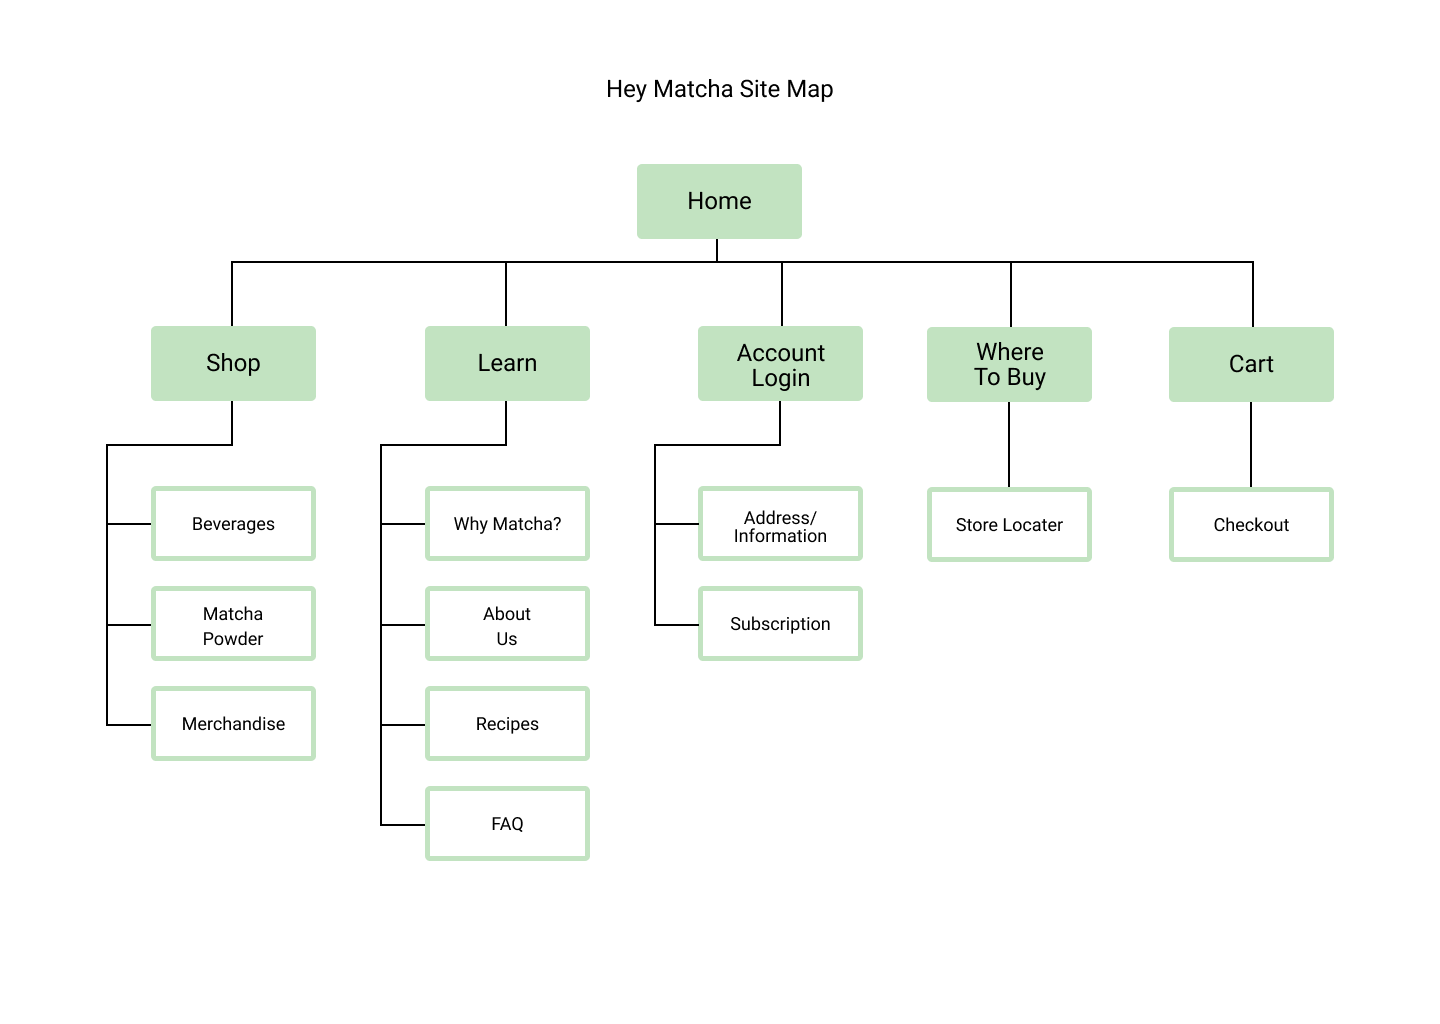 Hey Matcha Site Map
Home
Shop
Learn
Account
Login
Where
To Buy
Cart
Beverages
Matcha
Powder
Merchandise
Why Matcha?
About
Us
Recipes
FAQ
Address/
Information
Subscription
Store Locater
Checkout